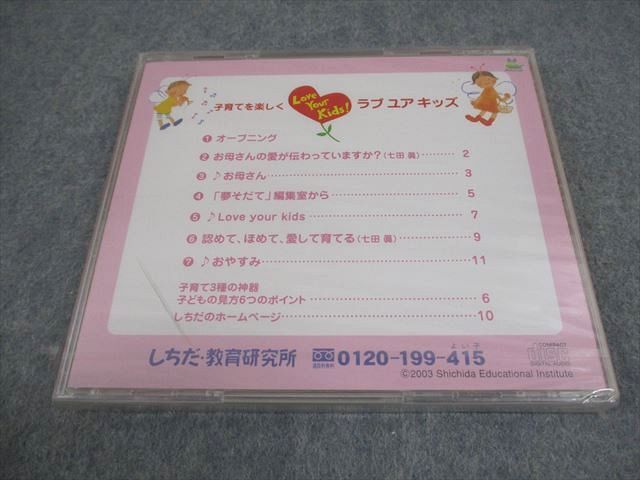 子育てを楽しく Love Your Kids! ラブ ユア キッズ
① オープニング
② お母さんの愛が伝わっていますか？(七田 眞) ……… 2
③ ♪お母さん …………………… 3
④ 「夢そだて」編集室から …………………… 5
⑤ ♪Love your kids …………………… 7
⑥ 認めて、ほめて、愛して育てる(七田 眞) ………… 9
⑦ ♪おやすみ …………………… 11
子育て3種の神器
子どもの見方6つのポイント …………………… 6
しちだのホームページ …………………… 10
よい子
しちだ・教育研究所 0120-199-415
COMPACT
disc
DIGITAL AUDIO
©2003 Shichida Educational Institute